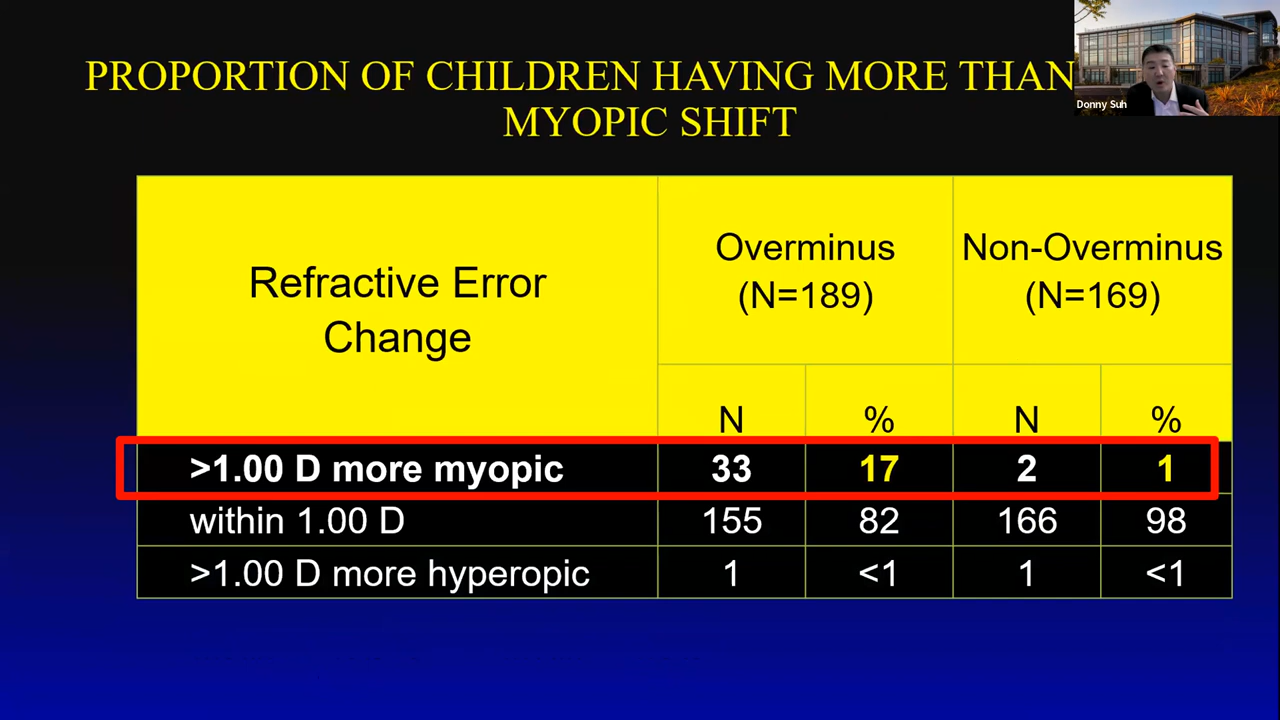 PROPORTION OF CHILDREN HAVING MORE THAN
MYOPIC SHIFT
Donny Suh
Refractive Error
Change
Overminus
(N=189)
Non-Overminus
(N=169)
N % N %
>1.00 D more myopic 33 17 2 1
within 1.00 D 155 82 166 98
>1.00 D more hyperopic 1 <1 1 <1